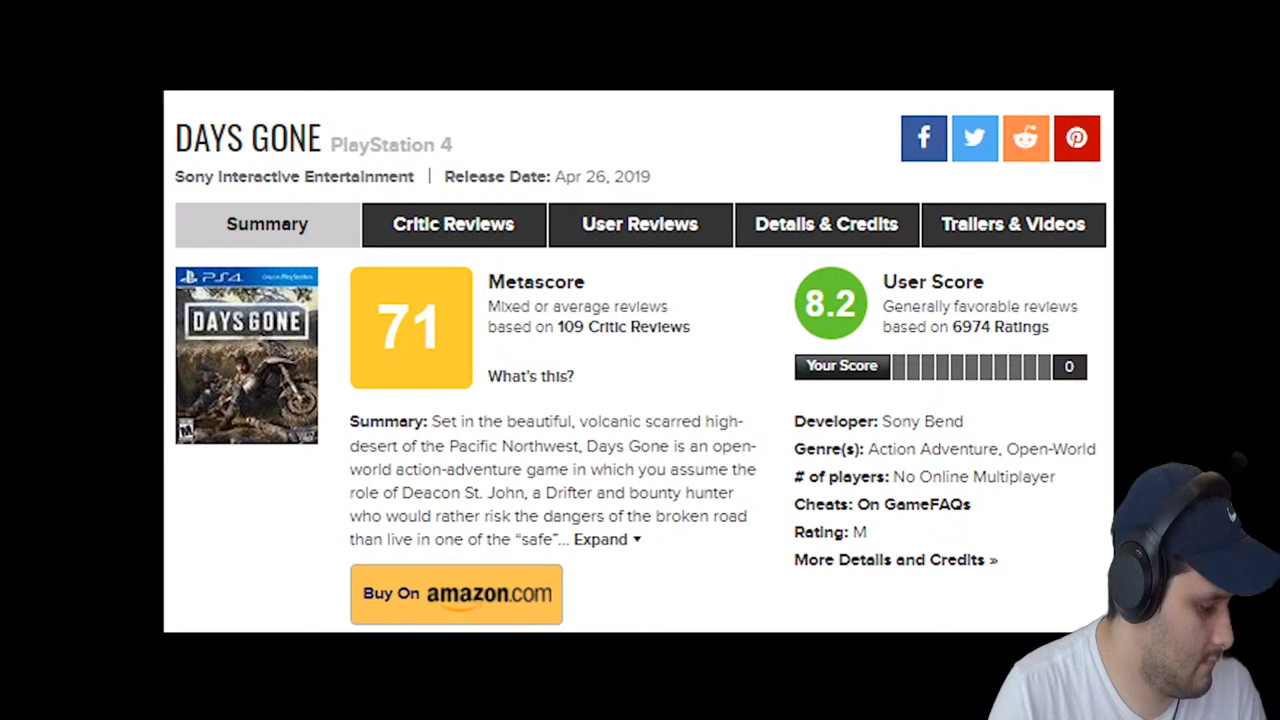 DAYS GONE PlayStation 4
Sony Interactive Entertainment | Release Date: Apr 26, 2019
Summary Critic Reviews User Reviews Details & Credits Trailers & Videos
PS4
DAYS GONE
M
71
Metascore
Mixed or average reviews
based on 109 Critic Reviews
What's this?
8.2
User Score
Generally favorable reviews
based on 6974 Ratings
Your Score 0
Summary: Set in the beautiful, volcanic scarred high-
desert of the Pacific Northwest, Days Gone is an open-
world action-adventure game in which you assume the
role of Deacon St. John, a Drifter and bounty hunter
who would rather risk the dangers of the broken road
than live in one of the “safe”... Expand
Buy On amazon.com
Developer: Sony Bend
Genre(s): Action Adventure, Open-World
# of players: No Online Multiplayer
Cheats: On GameFAQs
Rating: M
More Details and Credits »